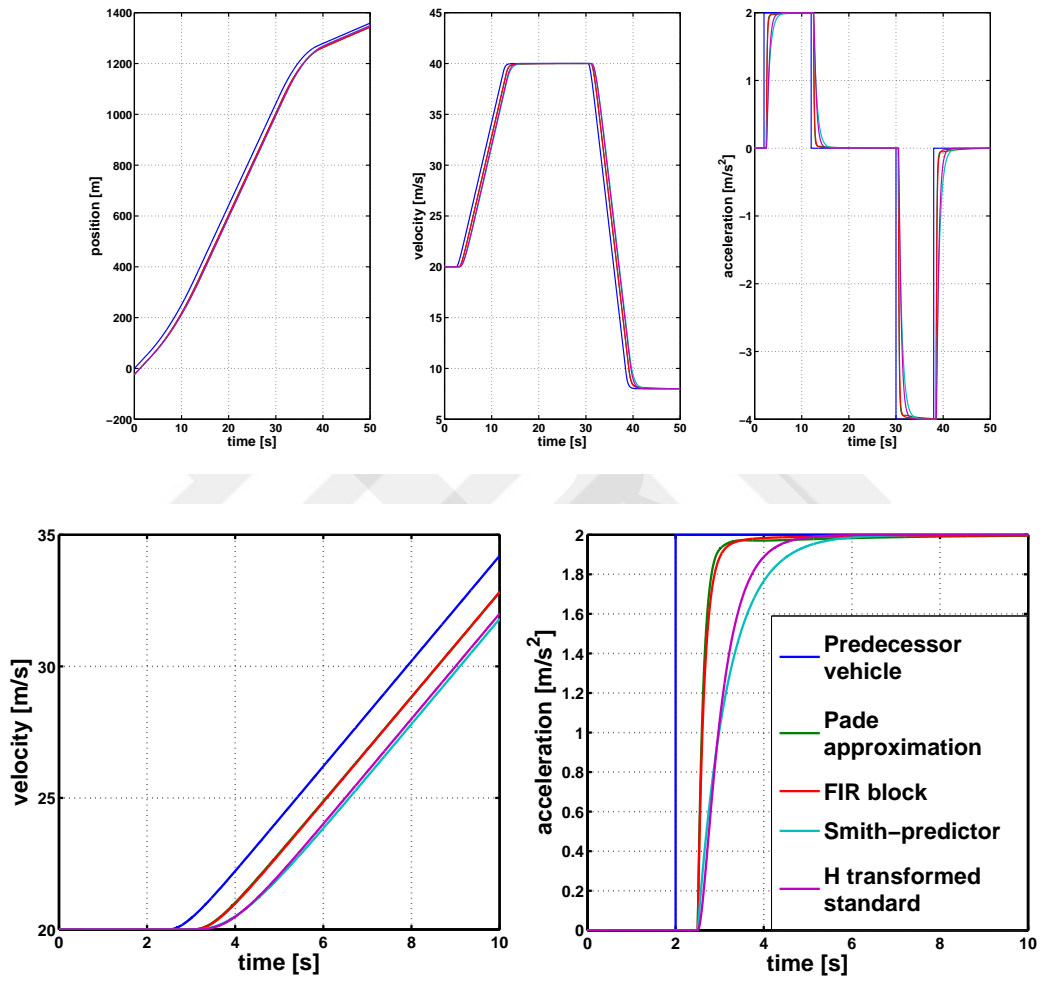 1400
1200
1000
800
600
400
200
0
−200
0 10 20 30 40 50
time [s]
position [m]
45
40
35
30
25
20
15
10
5
0 10 20 30 40 50
time [s]
velocity [m/s]
2
1
0
−1
−2
−3
−4
0 10 20 30 40 50
time [s]
acceleration [m/s²]
35
30
25
20
0 2 4 6 8 10
time [s]
velocity [m/s]
2
1.8
1.6
1.4
1.2
1
0.8
0.6
0.4
0.2
0
0 2 4 6 8 10
time [s]
acceleration [m/s²]
Predecessor
vehicle
Pade
approximation
FIR block
Smith−predictor
H transformed
standard